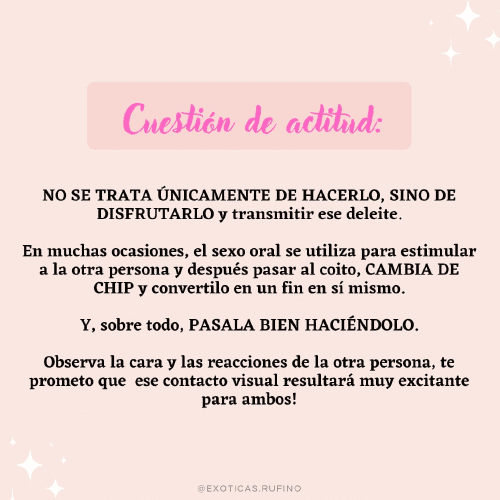 Cuestión de actitud:
NO SE TRATA ÚNICAMENTE DE HACERLO, SINO DE
DISFRUTARLO y transmitir ese deleite.
En muchas ocasiones, el sexo oral se utiliza para estimular
a la otra persona y después pasar al coito, CAMBIA DE
CHIP y convertilo en un fin en sí mismo.
Y, sobre todo, PASALA BIEN HACIÉNDOLO.
Observa la cara y las reacciones de la otra persona, te
prometo que ese contacto visual resultará muy excitante
para ambos!
@EXOTICAS.RUFINO